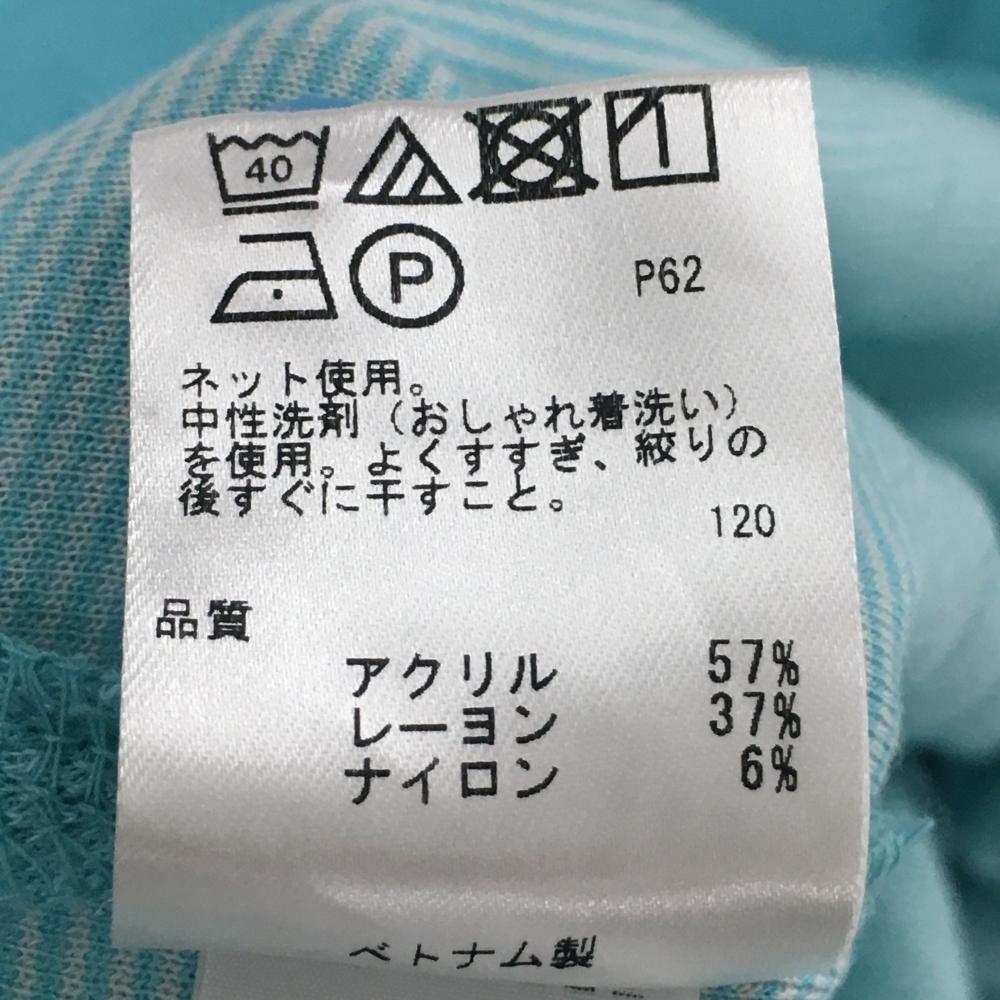 40
P
P62
ネット使用。
中性洗剤（おしゃれ着洗い）
を使用。よくすすぎ、絞りの
後すぐに干すこと。
120
品質
アクリル 57%
レーヨン 37%
ナイロン 6%
ベトナム製